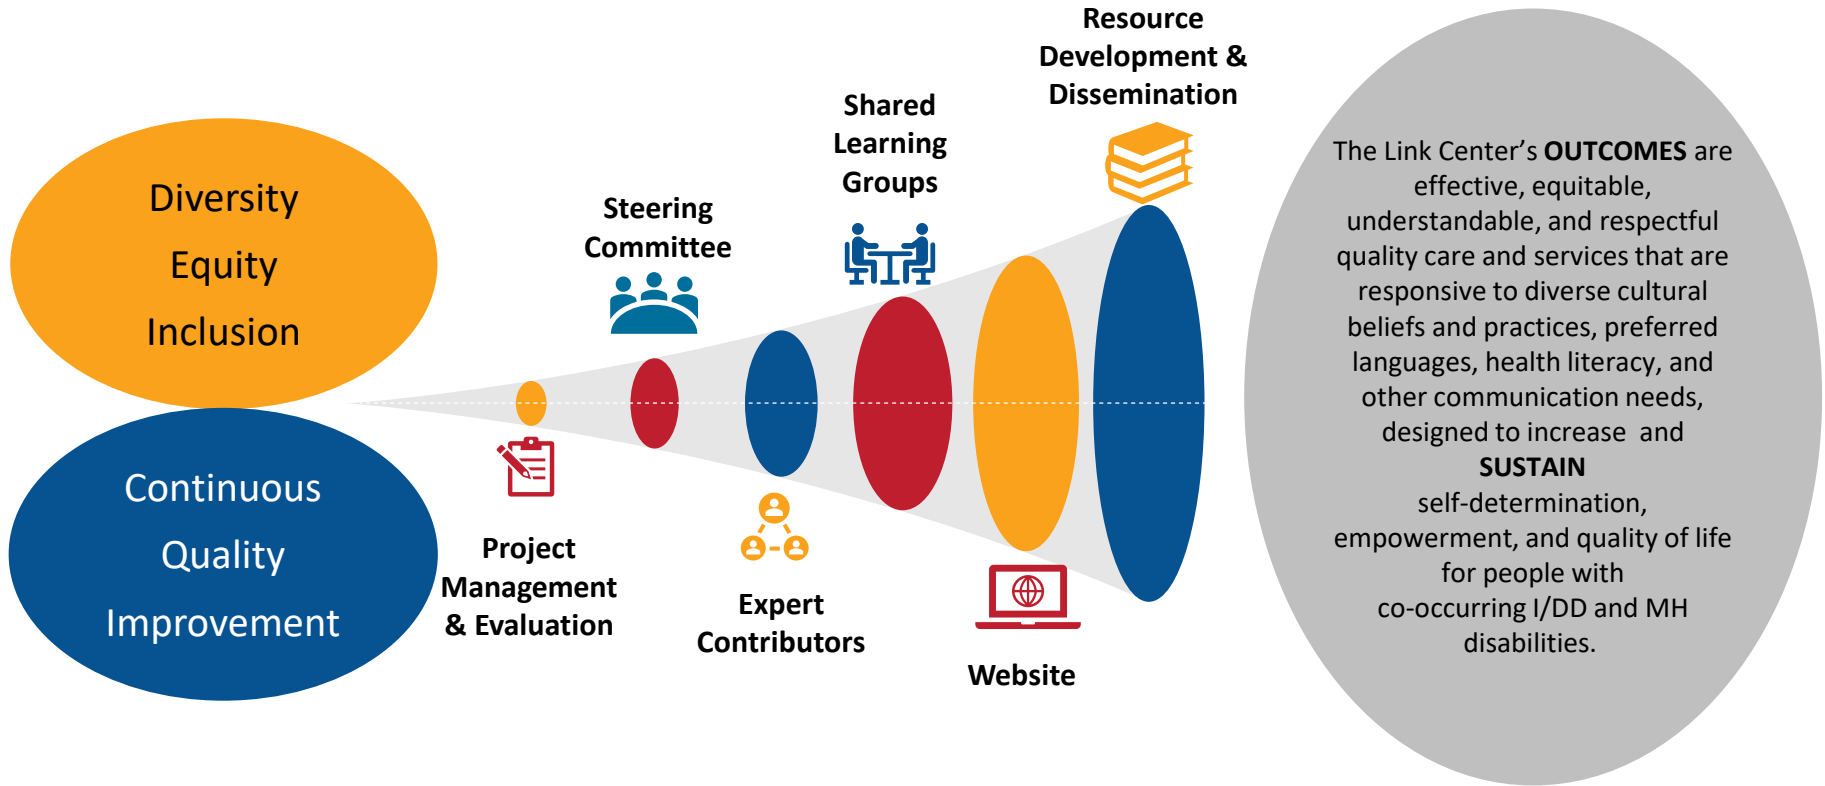 Diversity
Equity
Inclusion
Continuous
Quality
Improvement
Project
Management
& Evaluation
Steering
Committee
Expert
Contributors
Shared
Learning
Groups
Website
Resource
Development &
Dissemination
The Link Center’s OUTCOMES are
effective, equitable,
understandable, and respectful
quality care and services that are
responsive to diverse cultural
beliefs and practices, preferred
languages, health literacy, and
other communication needs,
designed to increase and
SUSTAIN
self-determination,
empowerment, and quality of life
for people with
co-occurring I/DD and MH
disabilities.